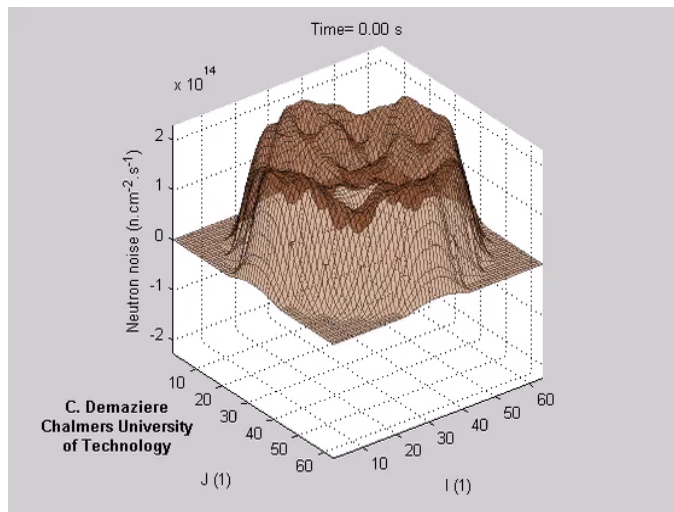 Time= 0.00 s
x 10^14
2
1
0
-1
-2
Neutron noise (n.cm^-2.s^-1)
10
20
30
40
50
60
J (1)
10
20
30
40
50
60
I (1)
C. Demaziere
Chalmers University
of Technology